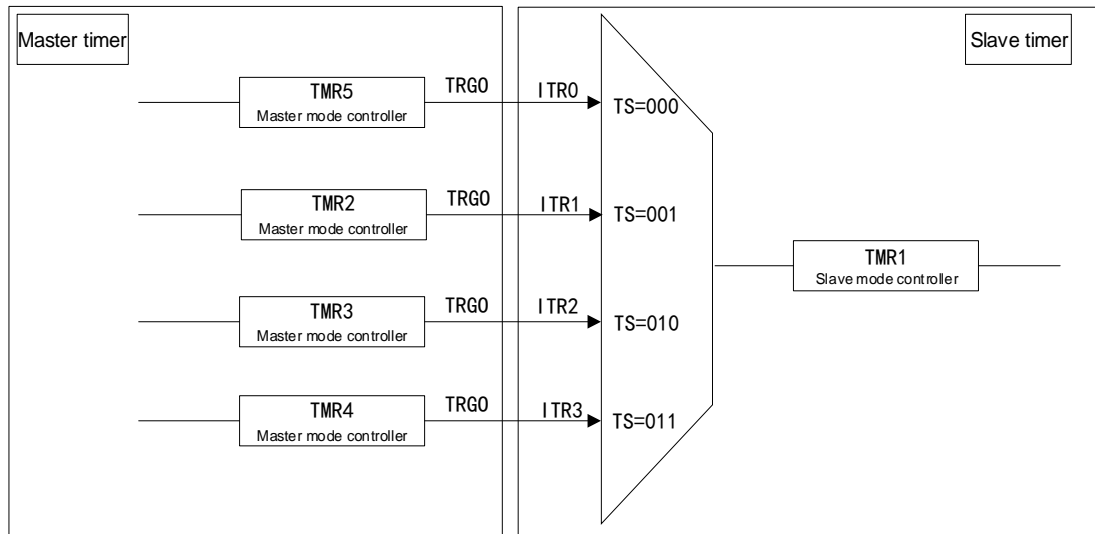 Master timer
Slave timer
TMR5
Master mode controller
TRGO
ITR0
TS=000
TMR2
Master mode controller
TRGO
ITR1
TS=001
TMR1
Slave mode controller
TMR3
Master mode controller
TRGO
ITR2
TS=010
TMR4
Master mode controller
TRGO
ITR3
TS=011